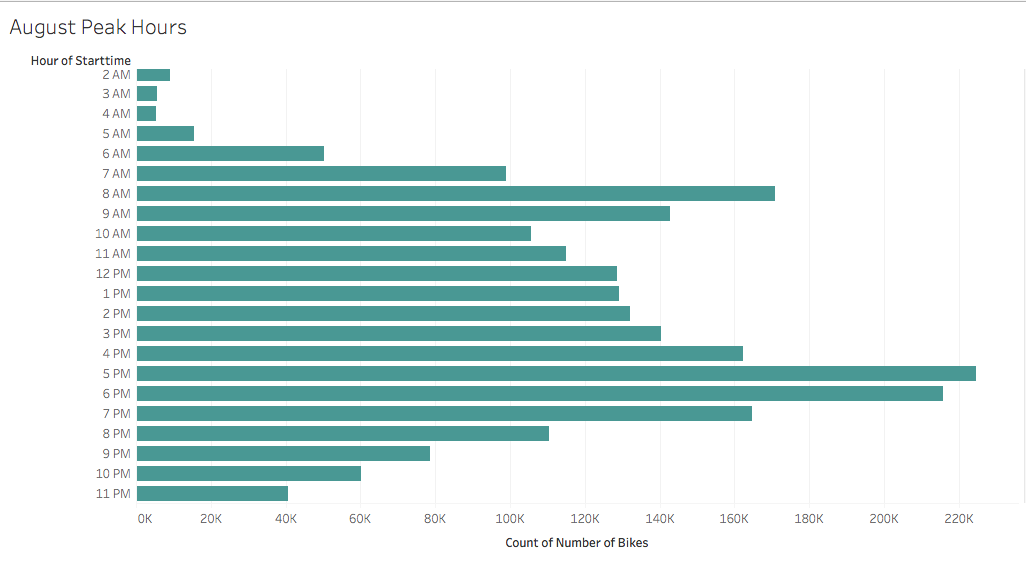 August Peak Hours
Hour of Starttime
2 AM
3 AM
4 AM
5 AM
6 AM
7 AM
8 AM
9 AM
10 AM
11 AM
12 PM
1 PM
2 PM
3 PM
4 PM
5 PM
6 PM
7 PM
8 PM
9 PM
10 PM
11 PM
0K 20K 40K 60K 80K 100K 120K 140K 160K 180K 200K 220K
Count of Number of Bikes